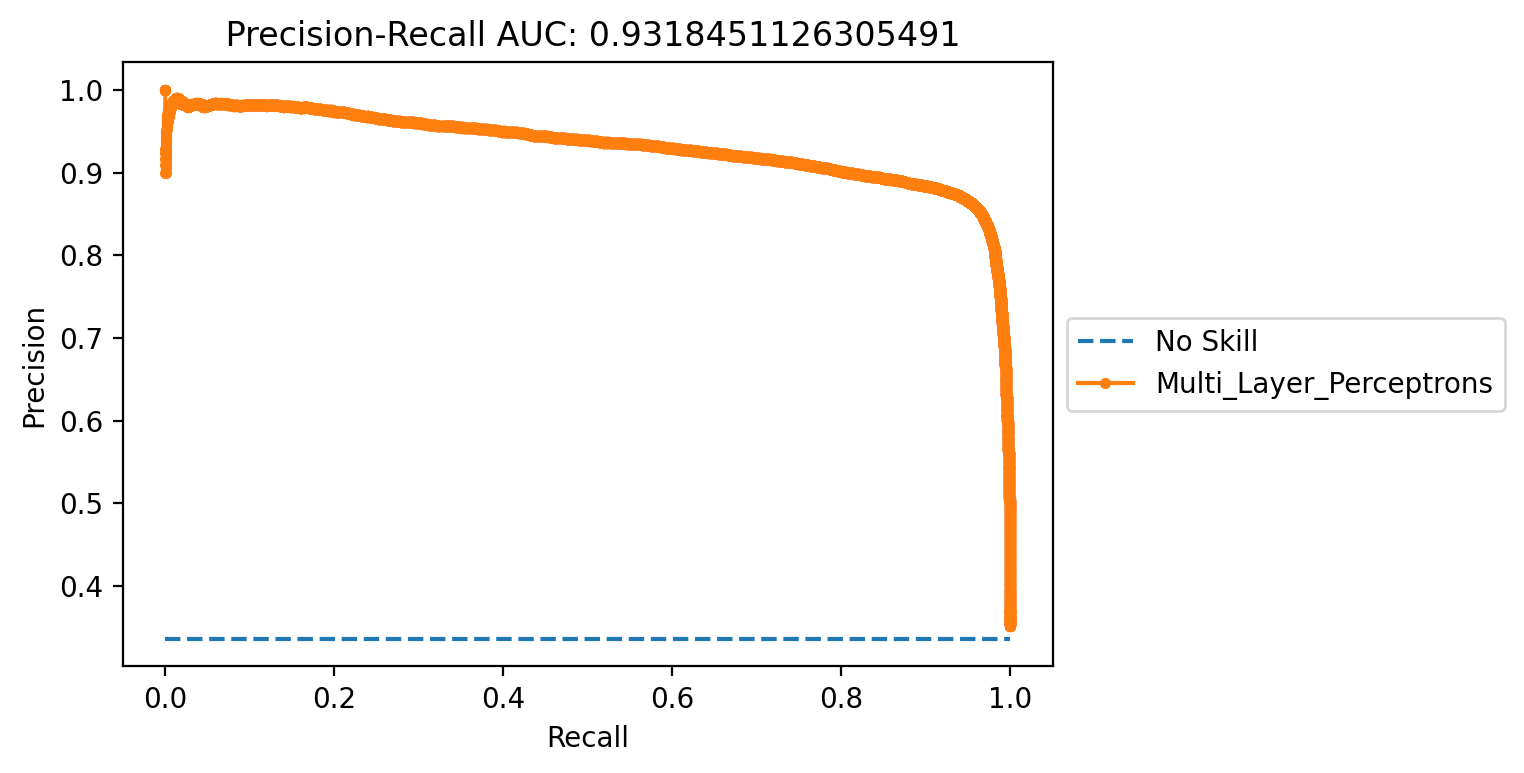 Precision-Recall AUC: 0.9318451126305491
1.0
0.9
0.8
0.7
0.6
0.5
0.4
Precision
0.0 0.2 0.4 0.6 0.8 1.0
Recall
No Skill
Multi_Layer_Perceptrons